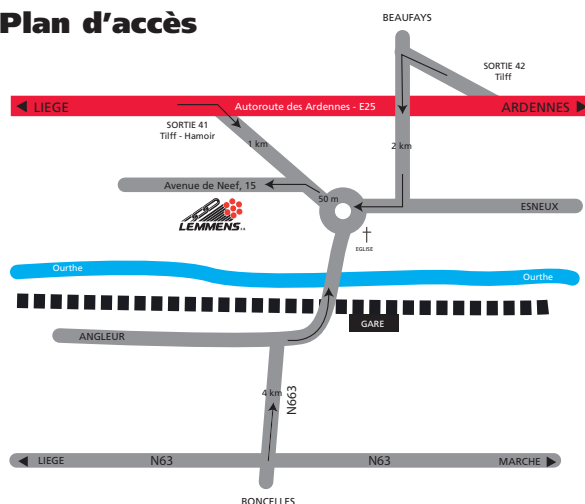 Plan d'accès
BEAUFAYS
SORTIE 42
Tilff
LIEGE
Autoroute des Ardennes - E25
ARDENNES
SORTIE 41
Tilff - Hamoir
1 km
2 km
Avenue de Neef, 15
50 m
ESNEUX
LEMMENS S.A.
EGLISE
Ourthe
Ourthe
GARE
ANGLEUR
4 km
N663
LIEGE
N63
N63
MARCHE
BONCELLES